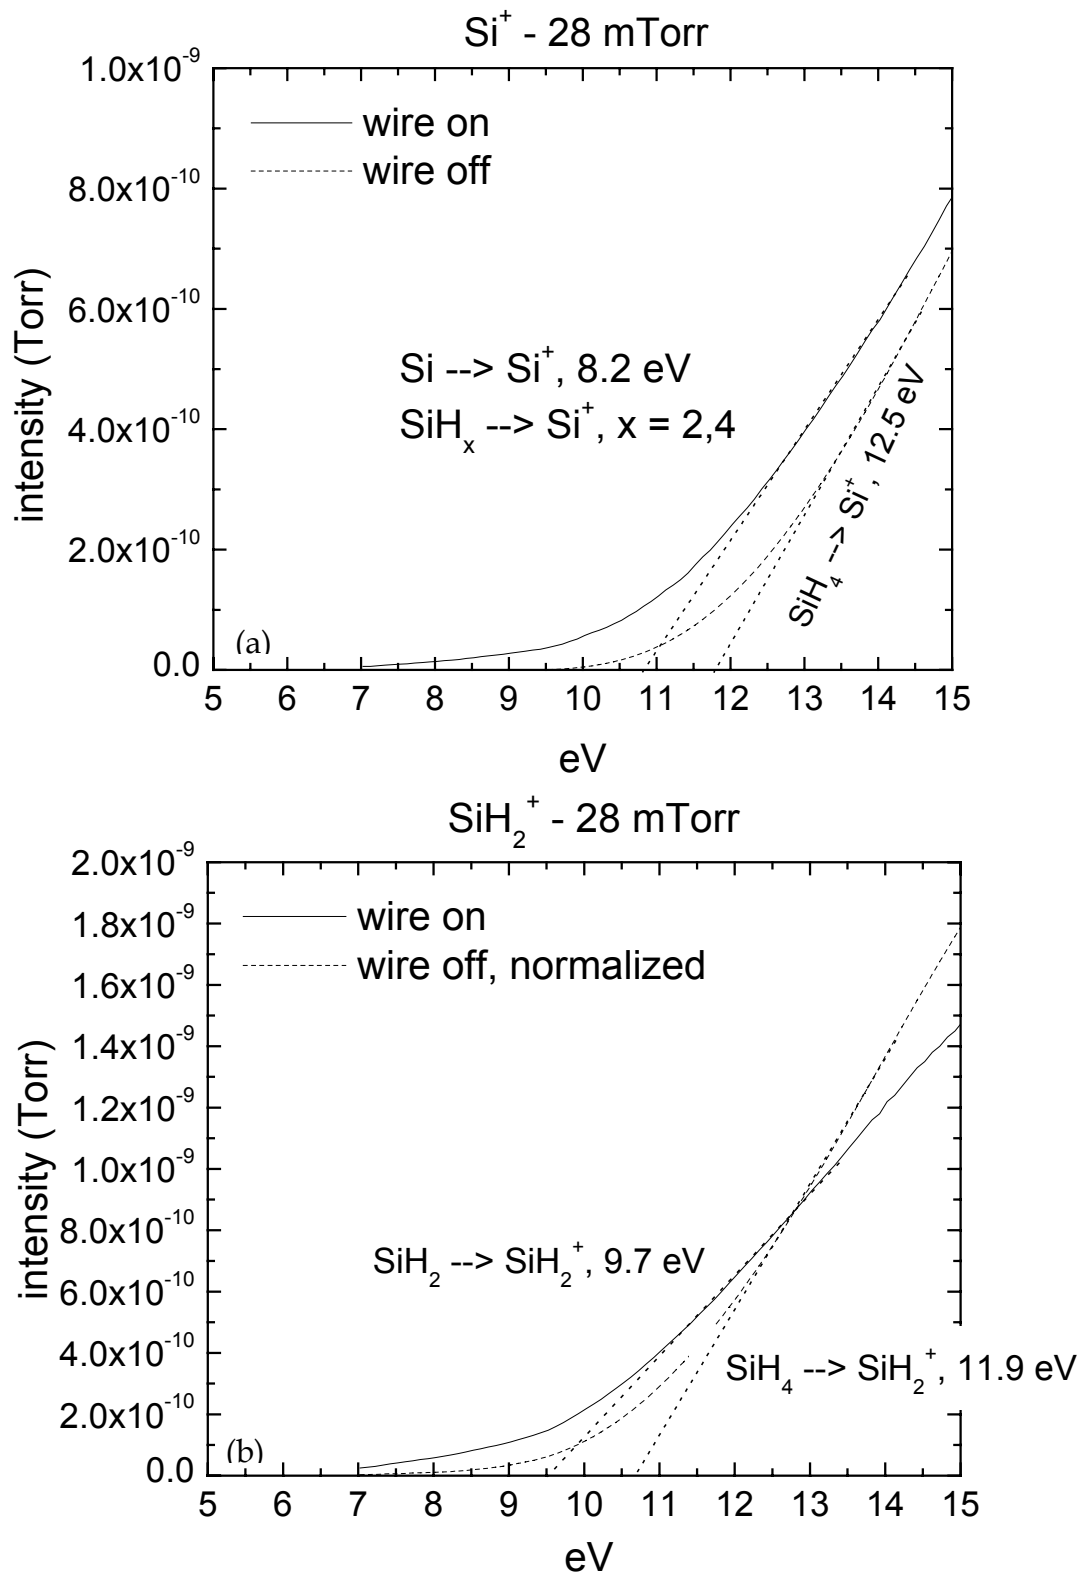 Si⁺ - 28 mTorr
1.0x10⁻⁹
wire on
wire off
8.0x10⁻¹⁰
6.0x10⁻¹⁰
intensity (Torr)
Si --> Si⁺, 8.2 eV
SiHₓ --> Si⁺, x = 2,4
SiH₄ --> Si⁺, 12.5 eV
4.0x10⁻¹⁰
2.0x10⁻¹⁰
(a)
0.0
5 6 7 8 9 10 11 12 13 14 15
eV
SiH₂⁺ - 28 mTorr
2.0x10⁻⁹
wire on
1.8x10⁻⁹
wire off, normalized
1.6x10⁻⁹
1.4x10⁻⁹
intensity (Torr)
1.2x10⁻⁹
1.0x10⁻⁹
8.0x10⁻¹⁰
SiH₂ --> SiH₂⁺, 9.7 eV
6.0x10⁻¹⁰
4.0x10⁻¹⁰
SiH₄ --> SiH₂⁺, 11.9 eV
2.0x10⁻¹⁰
(b)
0.0
5 6 7 8 9 10 11 12 13 14 15
eV